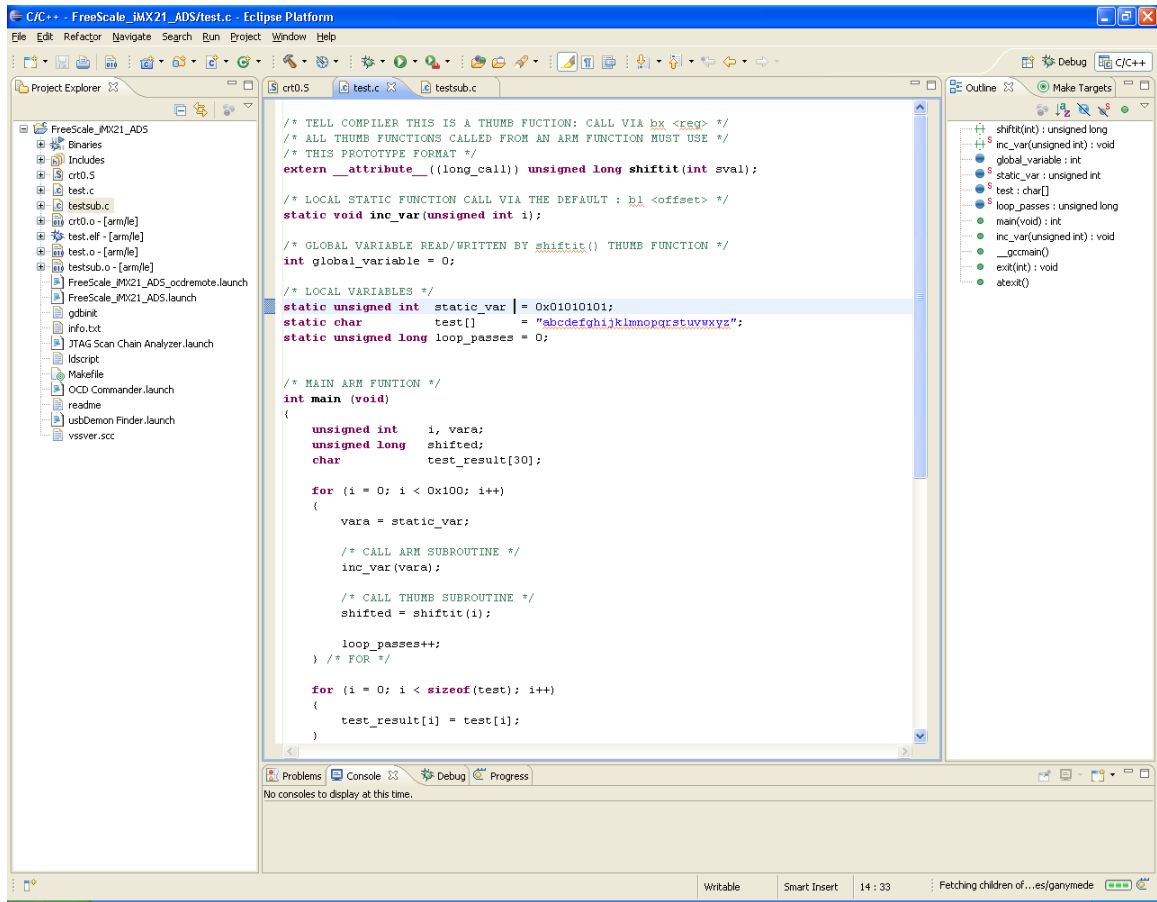 C/C++ - FreeScale_iMX21_ADS/test.c - Eclipse Platform
File Edit Refactor Navigate Search Run Project Window Help
Debug C/C++
Project Explorer
FreeScale_iMX21_ADS
Binaries
Includes
crt0.S
test.c
testsub.c
crt0.o - [arm/le]
test.elf - [arm/le]
test.o - [arm/le]
testsub.o - [arm/le]
FreeScale_iMX21_ADS_ocdremote.launch
FreeScale_iMX21_ADS.launch
gdbinit
info.txt
JTAG Scan Chain Analyzer.launch
ldscript
Makefile
OCD Commander.launch
readme
usbDemon Finder.launch
vssver.scc
crt0.S test.c testsub.c
/* TELL COMPILER THIS IS A THUMB FUCTION: CALL VIA bx <reg> */
/* ALL THUMB FUNCTIONS CALLED FROM AN ARM FUNCTION MUST USE */
/* THIS PROTOTYPE FORMAT */
extern __attribute__((long_call)) unsigned long shiftit(int sval);
/* LOCAL STATIC FUNCTION CALL VIA THE DEFAULT : bl <offset> */
static void inc_var(unsigned int i);
/* GLOBAL VARIABLE READ/WRITTEN BY shiftit() THUMB FUNCTION */
int global_variable = 0;
/* LOCAL VARIABLES */
static unsigned int static_var = 0x01010101;
static char test[] = "abcdefghijklmnopqrstuvwxyz";
static unsigned long loop_passes = 0;
/* MAIN ARM FUNTION */
int main (void)
{
unsigned int i, vara;
unsigned long shifted;
char test_result[30];
for (i = 0; i < 0x100; i++)
{
vara = static_var;
/* CALL ARM SUBROUTINE */
inc_var(vara);
/* CALL THUMB SUBROUTINE */
shifted = shiftit(i);
loop_passes++;
} /* FOR */
for (i = 0; i < sizeof(test); i++)
{
test_result[i] = test[i];
}
Outline Make Targets
shiftit(int) : unsigned long
inc_var(unsigned int) : void
global_variable : int
static_var : unsigned int
test : char[]
loop_passes : unsigned long
main(void) : int
inc_var(unsigned int) : void
__gccmain()
exit(int) : void
atexit()
Problems Console Debug Progress
No consoles to display at this time.
Writable Smart Insert 14 : 33 Fetching children of...es/ganymede